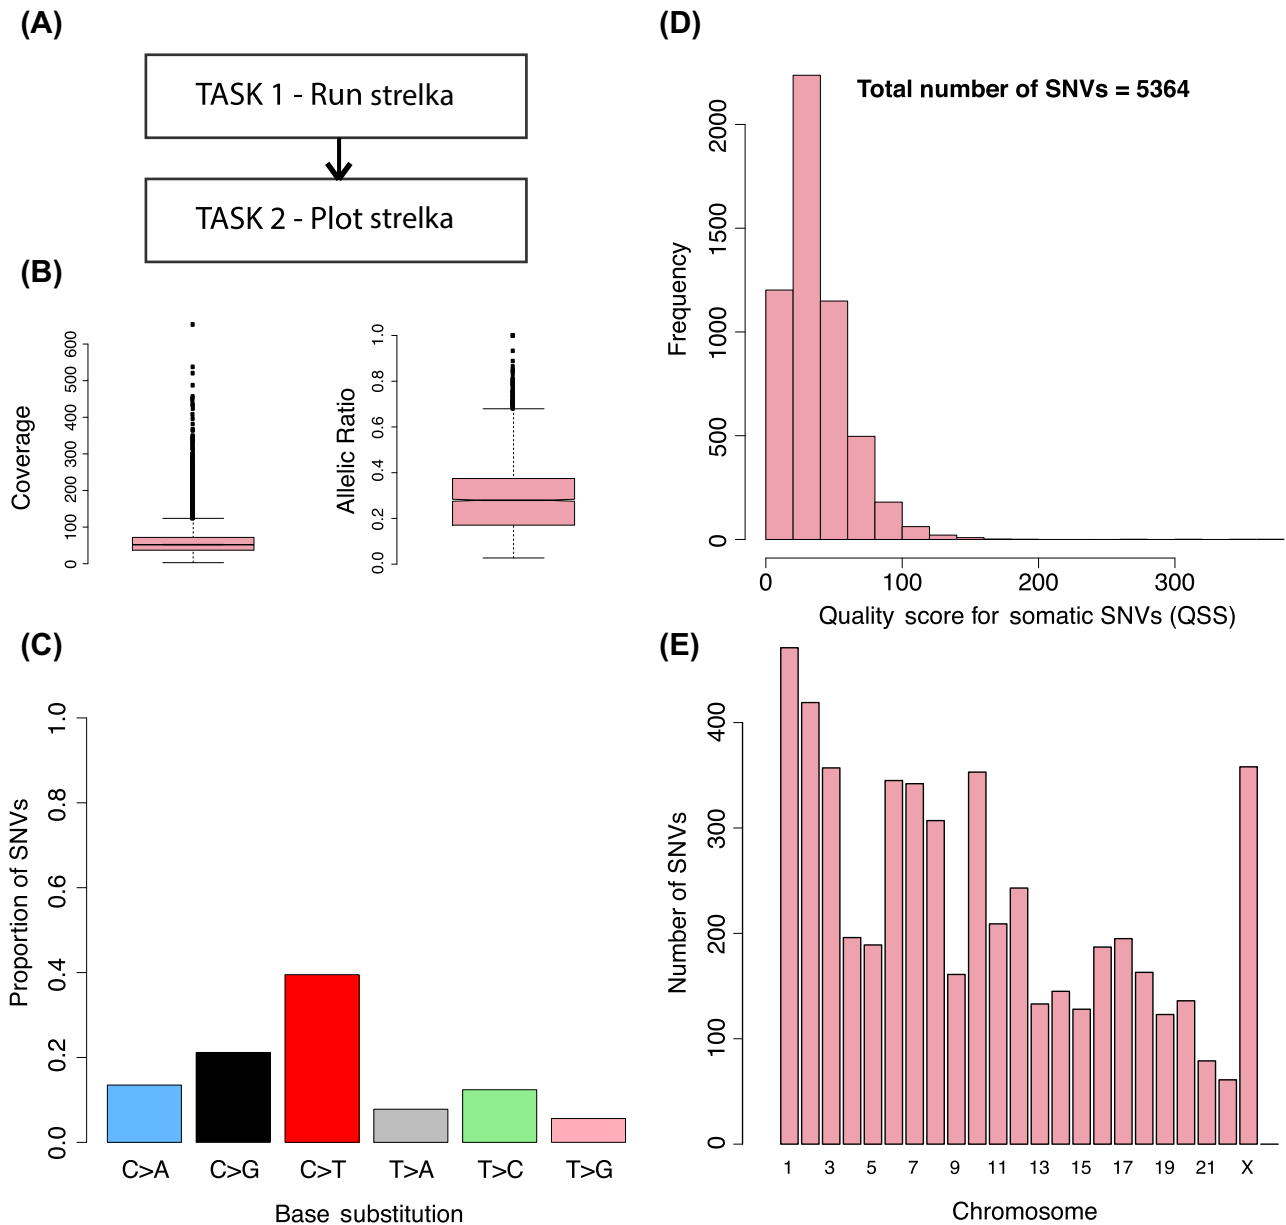 (A)
TASK 1 - Run strelka
TASK 2 - Plot strelka
(B)
Coverage
0 100 200 300 400 500 600
Allelic Ratio
0.0 0.2 0.4 0.6 0.8 1.0
(C)
Proportion of SNVs
0.0 0.2 0.4 0.6 0.8 1.0
C>A C>G C>T T>A T>C T>G
Base substitution
(D)
Total number of SNVs = 5364
Frequency
0 500 1000 1500 2000
0 100 200 300
Quality score for somatic SNVs (QSS)
(E)
Number of SNVs
0 100 200 300 400
1 3 5 7 9 11 13 15 17 19 21 X
Chromosome